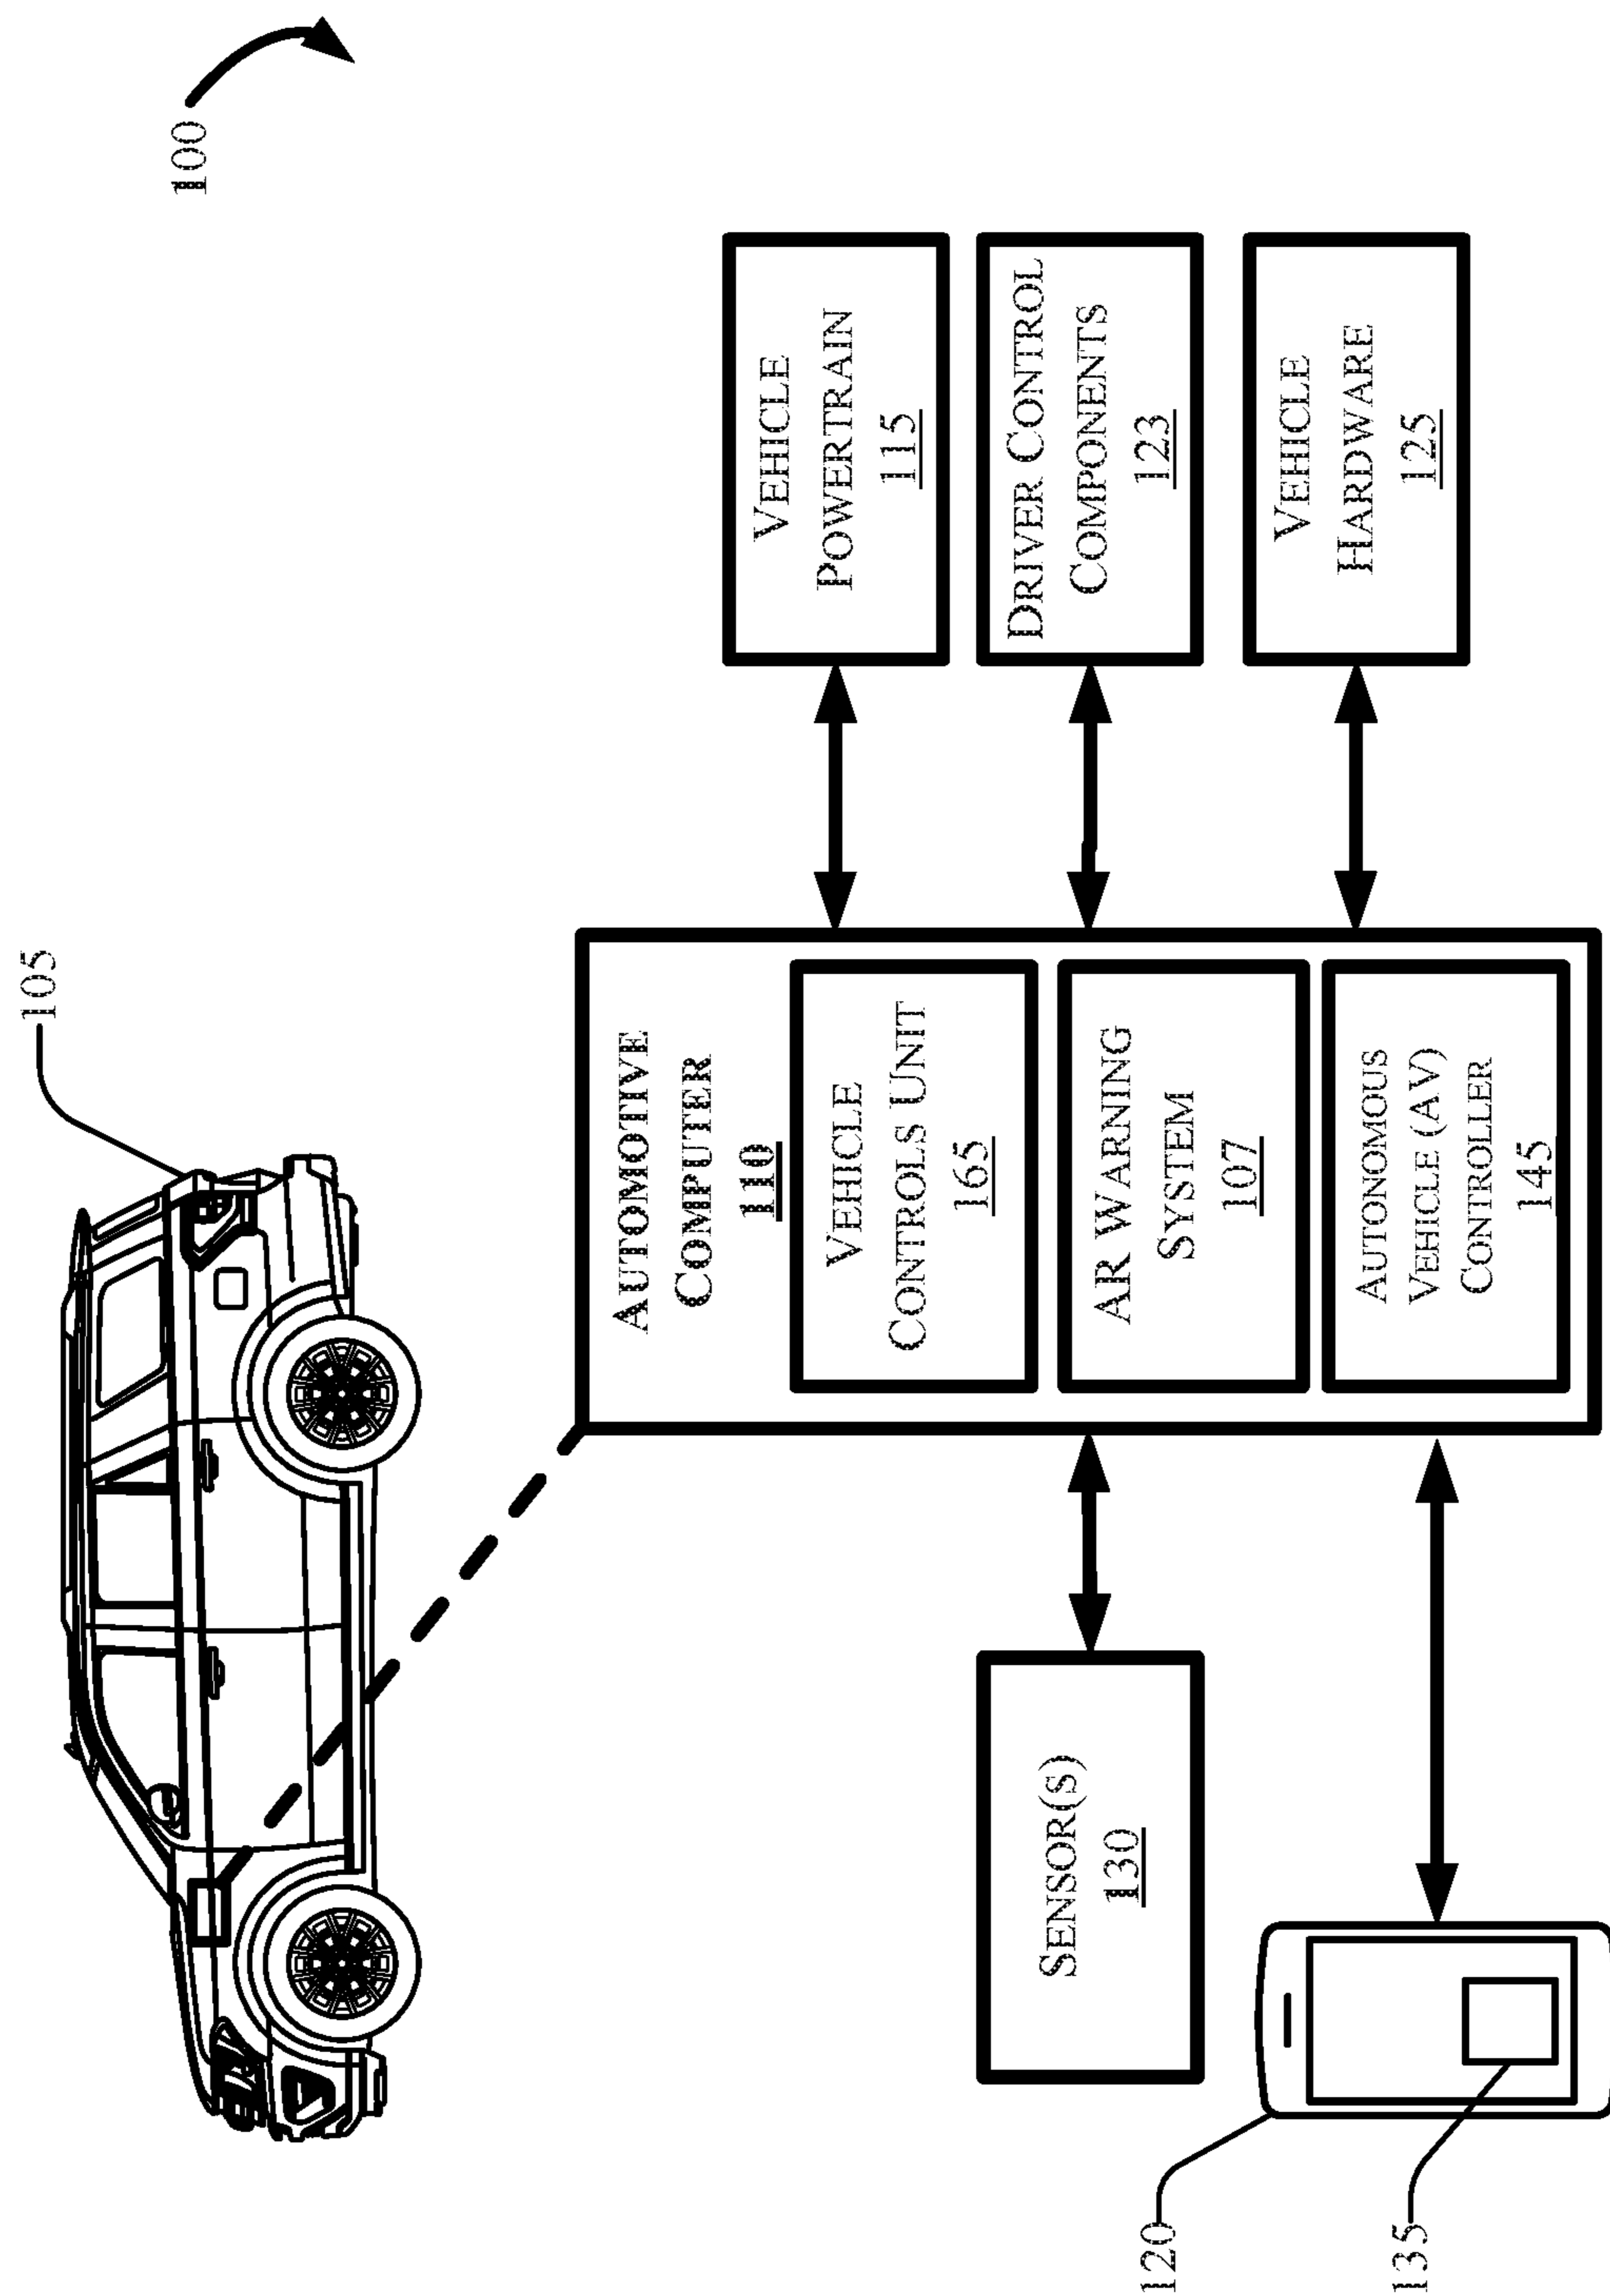 100
105
AUTOMOTIVE
COMPUTER
110
VEHICLE
CONTROLS UNIT
165
AR WARNING
SYSTEM
107
AUTONOMOUS
VEHICLE (AV)
CONTROLLER
145
VEHICLE
POWERTRAIN
115
DRIVER CONTROL
COMPONENTS
123
VEHICLE
HARDWARE
125
SENSOR(S)
130
120
135